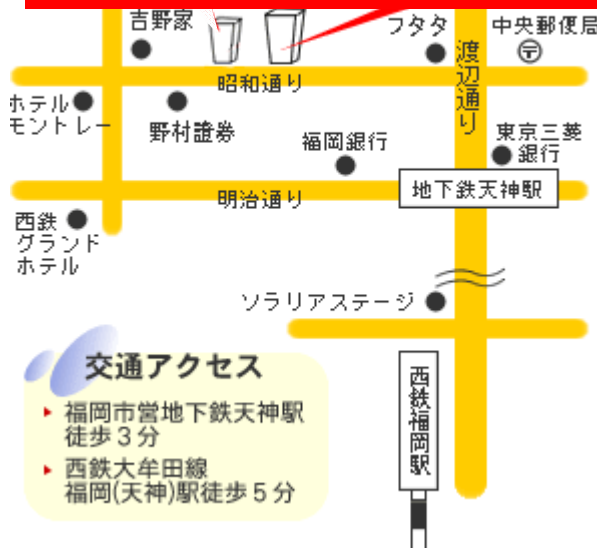 吉野家
フタタ
中央郵便局
〒
渡辺通り
昭和通り
ホテル
モントレー
野村證券
福岡銀行
東京三菱
銀行
明治通り
地下鉄天神駅
西鉄
グランド
ホテル
ソラリアステージ
西鉄福岡駅
交通アクセス
福岡市営地下鉄天神駅
徒歩3分
西鉄大牟田線
福岡(天神)駅徒歩5分